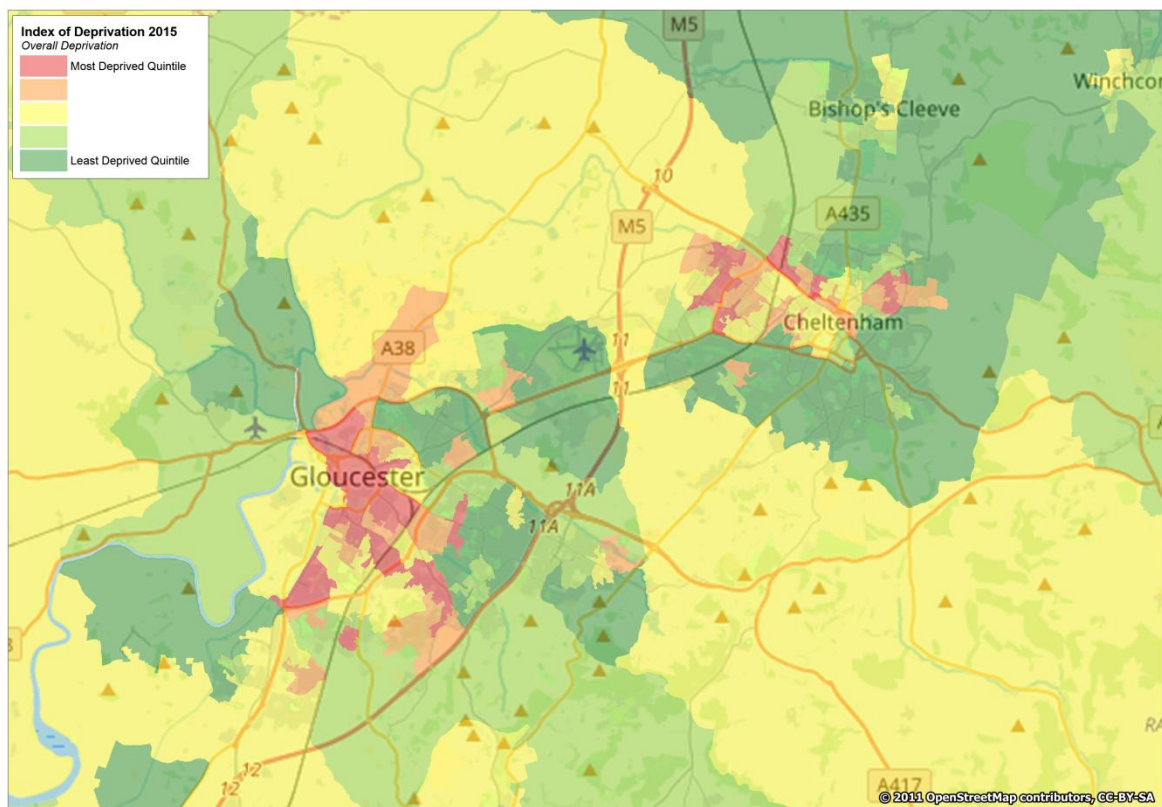 Index of Deprivation 2015
Overall Deprivation
Most Deprived Quintile
Least Deprived Quintile
M5
Bishop's Cleeve
Winchcom
10
M5
A435
Cheltenham
A38
11
11
Gloucester
11A
11A
12
12
A417
© 2011 OpenStreetMap contributors, CC-BY-SA